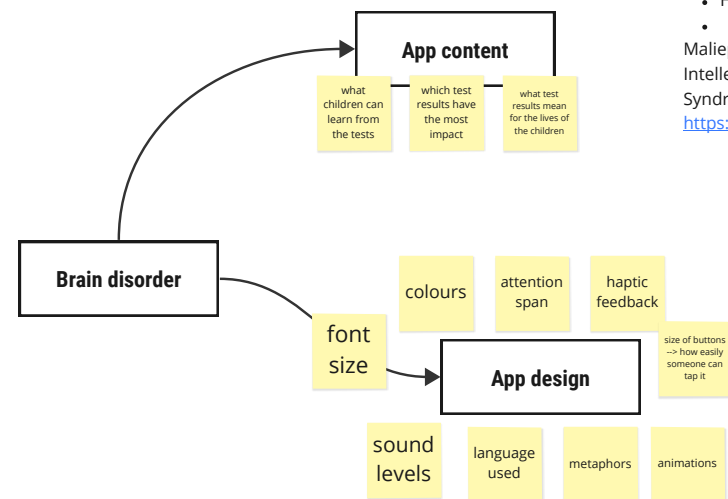 App content
what
children can
learn from
the tests
which test
results have
the most
impact
what test
results mean
for the lives of
the children
Syndr
https:
Brain disorder
colours
attention
span
haptic
feedback
font
size
size of buttons
--> how easily
someone can
tap it
App design
sound
levels
language
used
metaphors
animations